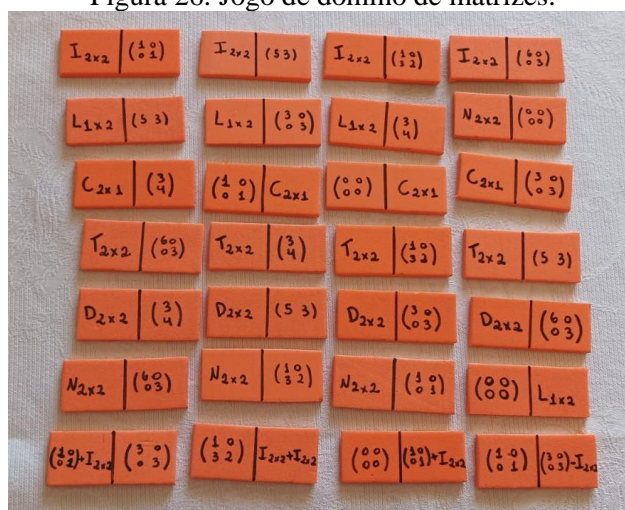 Figura 26: Jogo de dominó de matrizes.
I2x2 (1 0 0 1) I2x2 (5 3) I2x2 (1 0 3 2) I2x2 (6 0 0 3)
L1x2 (5 3) L1x2 (3 0 0 3) L1x2 (3 4) N2x2 (0 0 0 0)
C2x1 (3 4) (1 0 0 1) C2x1 (0 0 0 0) C2x1 C2x1 (3 0 0 3)
T2x2 (6 0 0 3) T2x2 (3 4) T2x2 (1 0 3 2) T2x2 (5 3)
D2x2 (3 4) D2x2 (5 3) D2x2 (3 0 0 3) D2x2 (6 0 0 3)
N2x2 (6 0 0 3) N2x2 (1 0 3 2) N2x2 (1 0 0 1) (0 0 0 0) L1x2
(1 0 0 1)+I2x2 (3 0 0 3) (1 0 3 2) I2x2+I2x2 (0 0 0 0) (1 0 0 1)+I2x2 (1 0 0 1) (3 0 0 3)-I2x2